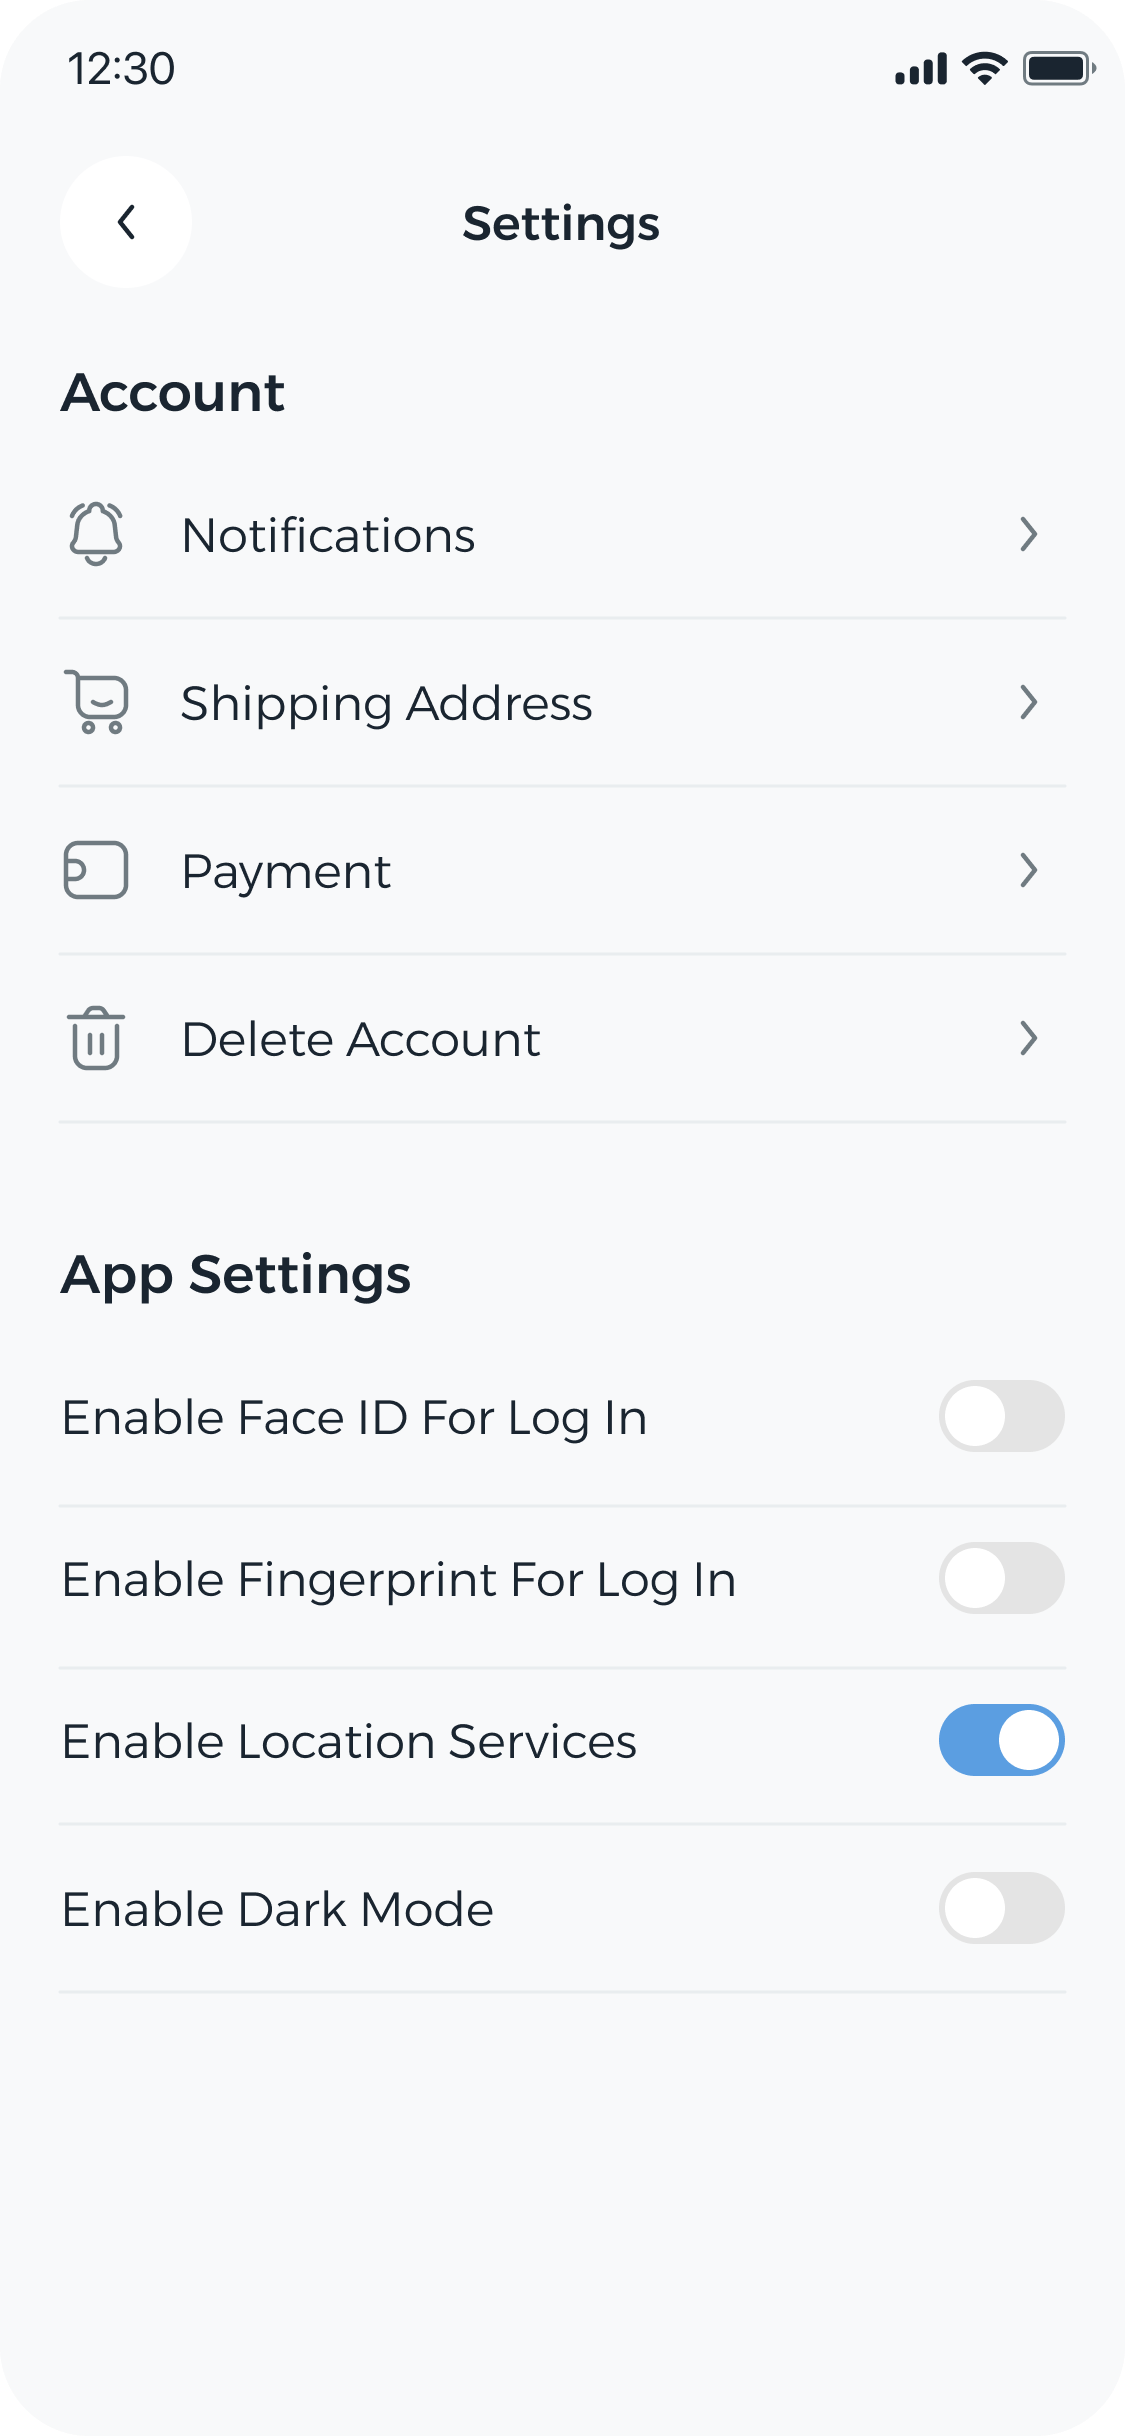 12:30
Settings
Account
Notifications
Shipping Address
Payment
Delete Account
App Settings
Enable Face ID For Log In
Enable Fingerprint For Log In
Enable Location Services
Enable Dark Mode